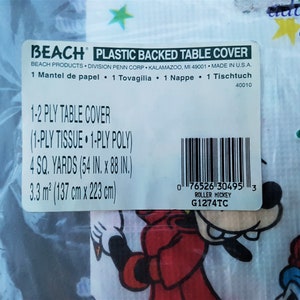 BEACH® PLASTIC BACKED TABLE COVER
BEACH PRODUCTS • DIVISION PENN CORP • KALAMAZOO, MI 49001 • MADE IN U.S.A.
1 Mantel de papel • 1 Tovaglia • 1 Nappe • 1 Tischtuch
40010
1-2 PLY TABLE COVER
(1-PLY TISSUE • 1-PLY POLY)
4 SQ. YARDS (54 IN. x 88 IN.)
3.3 m² (137 cm x 223 cm)
0 76526 30495 3
ROLLER MICKEY
G1274TC